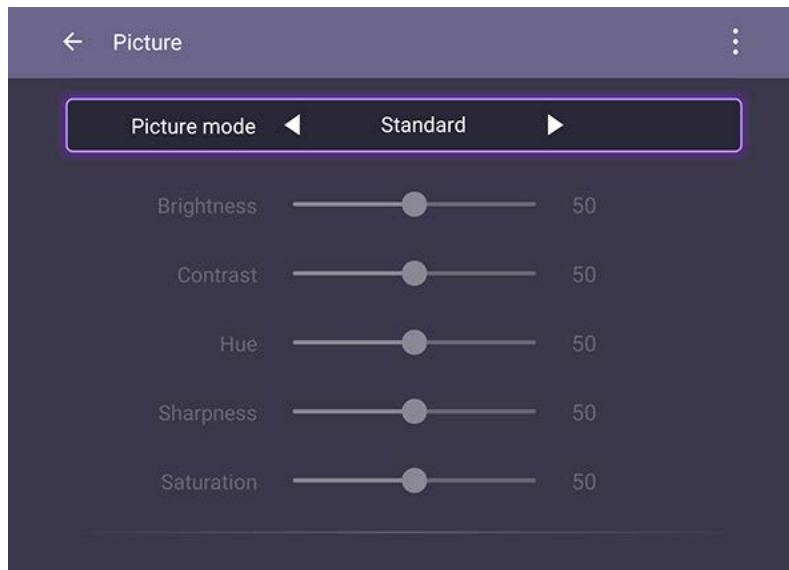 Picture
Picture mode Standard
Brightness 50
Contrast 50
Hue 50
Sharpness 50
Saturation 50